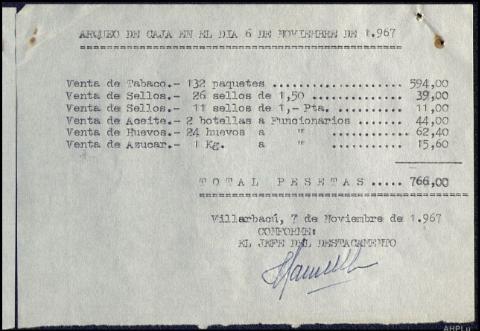 ARQUEO DE CAJA EN EL DIA 6 DE NOVIEMBRE DE 1.967
Venta de Tabaco.- 132 paquetes .................... 594,00
Venta de Sellos.- 26 sellos de 1,50 ............... 39,00
Venta de Sellos.- 11 sellos de 1,- Pta. ........... 11,00
Venta de Aceite.- 2 botellas a Funcionarios ..... 44,00
Venta de Huevos.- 24 huevos a " ............ 62,40
Venta de Azucar.- 1 Kg. a " ............ 15,60
TOTAL PESETAS ..... 766,00
Villarbacú, 7 de Noviembre de 1.967
CONFORME:
EL JEFE DEL DESTACAMENTO
AHPLu